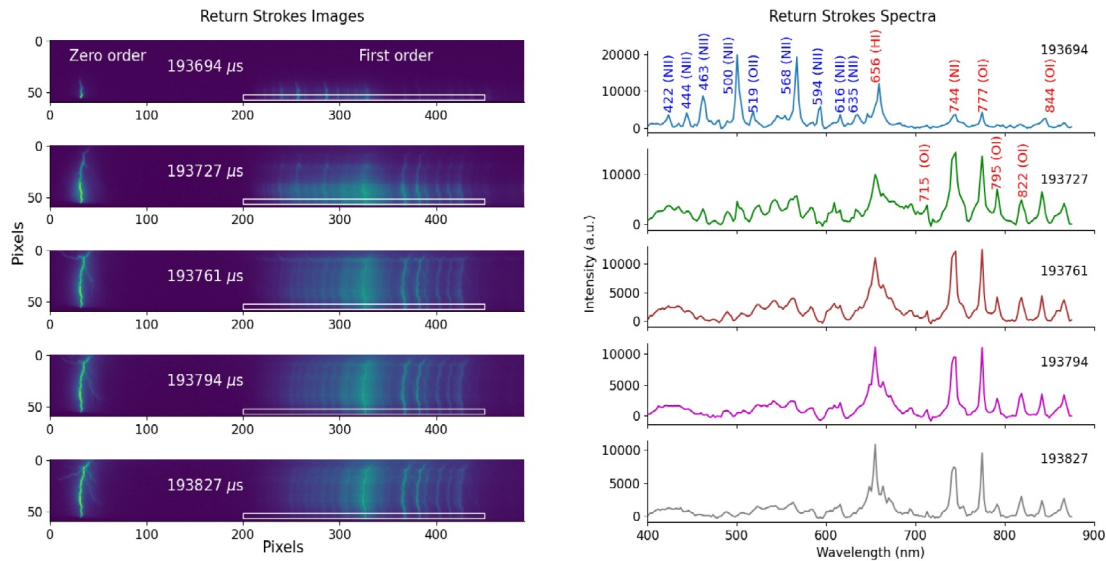 Return Strokes Images
Zero order
First order
193694 μs
0
50
193727 μs
0
50
193761 μs
0
50
193794 μs
0
50
193827 μs
0
50
0 100 200 300 400
0 100 200 300 400
0 100 200 300 400
0 100 200 300 400
0 100 200 300 400
Pixels
Pixels
Return Strokes Spectra
422 (NII)
444 (NII)
463 (NII)
500 (NII)
519 (OII)
568 (NII)
594 (NII)
616 (NII)
635 (NII)
656 (HI)
744 (NI)
777 (OI)
844 (OI)
193694
20000
10000
0
715 (OI)
795 (OI)
822 (OI)
193727
10000
0
193761
10000
5000
0
193794
10000
5000
0
193827
10000
5000
0
400 500 600 700 800 900
Wavelength (nm)
Intensity (a.u.)